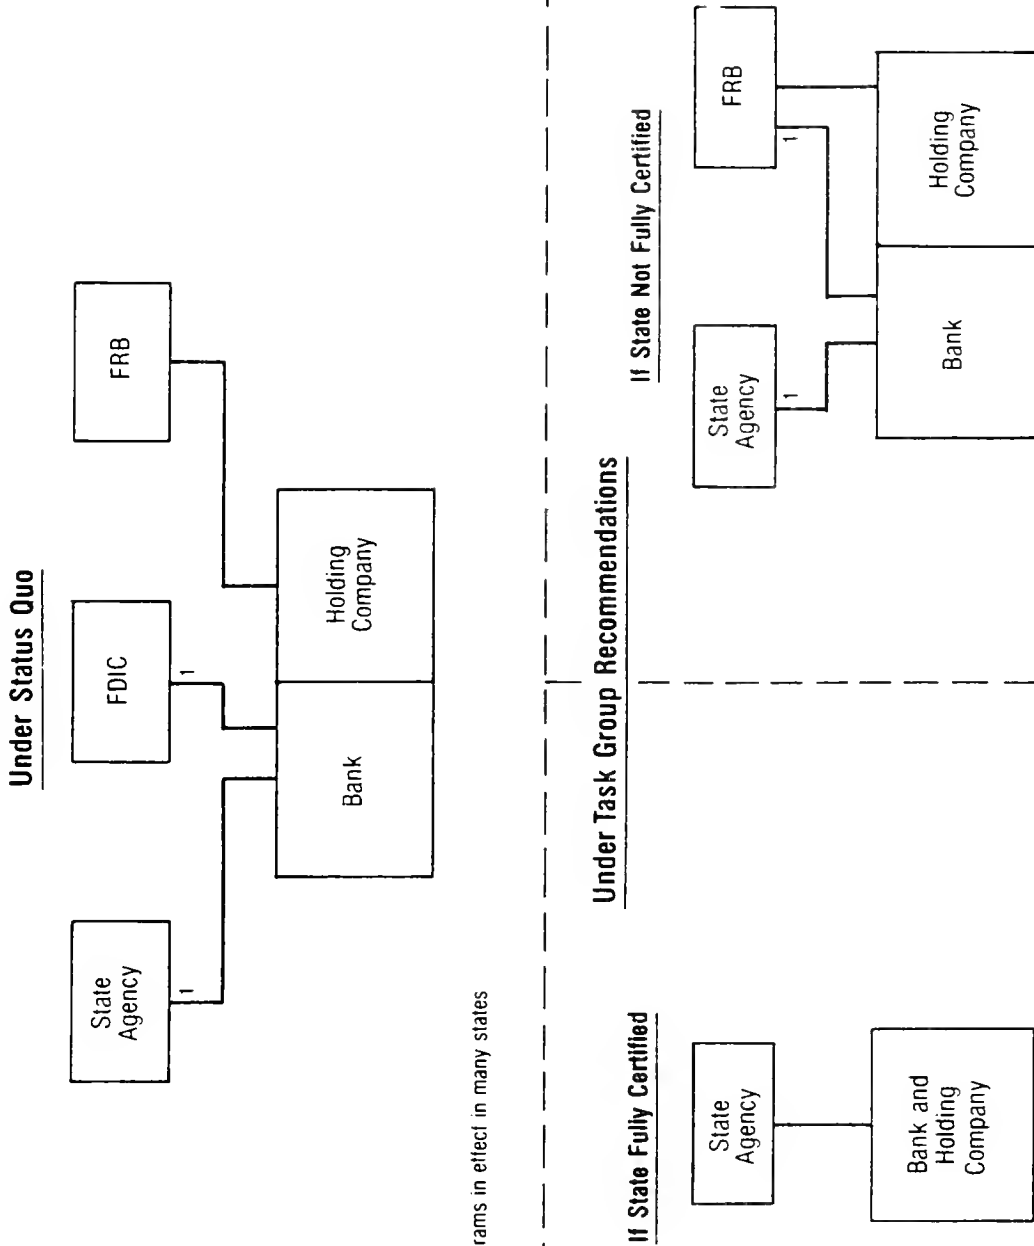 Under Status Quo
State
Agency
1
FDIC
1
FRB
Bank
Holding
Company
rams in effect in many states
Under Task Group Recommendations
If State Fully Certified
State
Agency
Bank and
Holding
Company
If State Not Fully Certified
State
Agency
1
FRB
1
Bank
Holding
Company